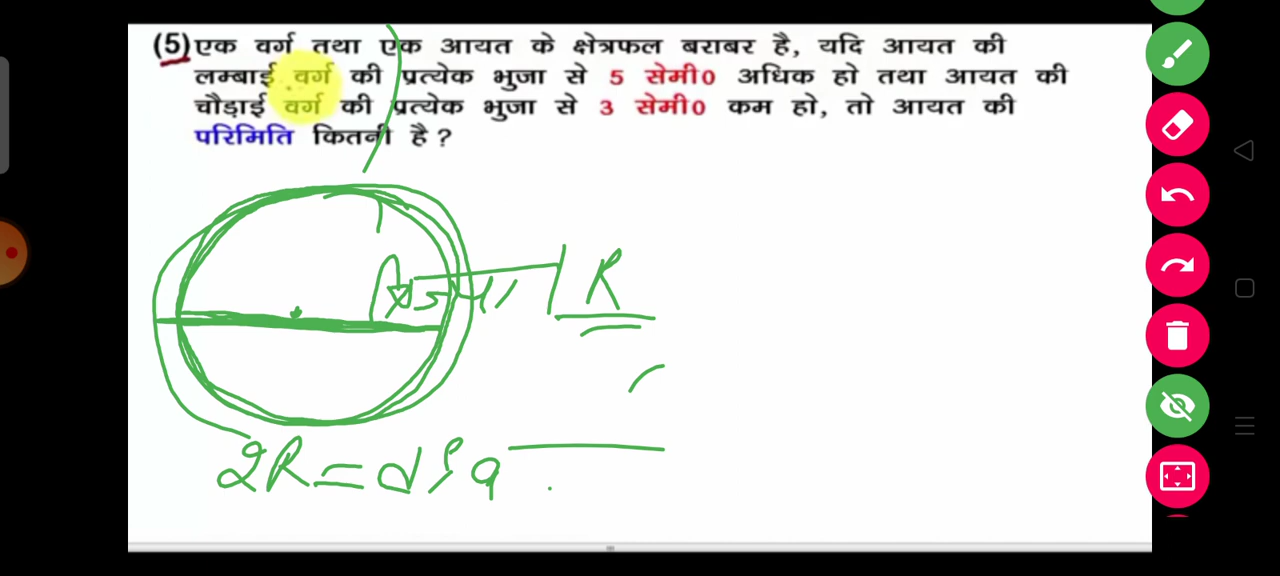 (5) एक वर्ग तथा एक आयत के क्षेत्रफल बराबर है, यदि आयत की
लम्बाई वर्ग की प्रत्येक भुजा से 5 सेमी० अधिक हो तथा आयत की
चौड़ाई वर्ग की प्रत्येक भुजा से 3 सेमी० कम हो, तो आयत की
परिमिति कितनी है ?
R
2R =